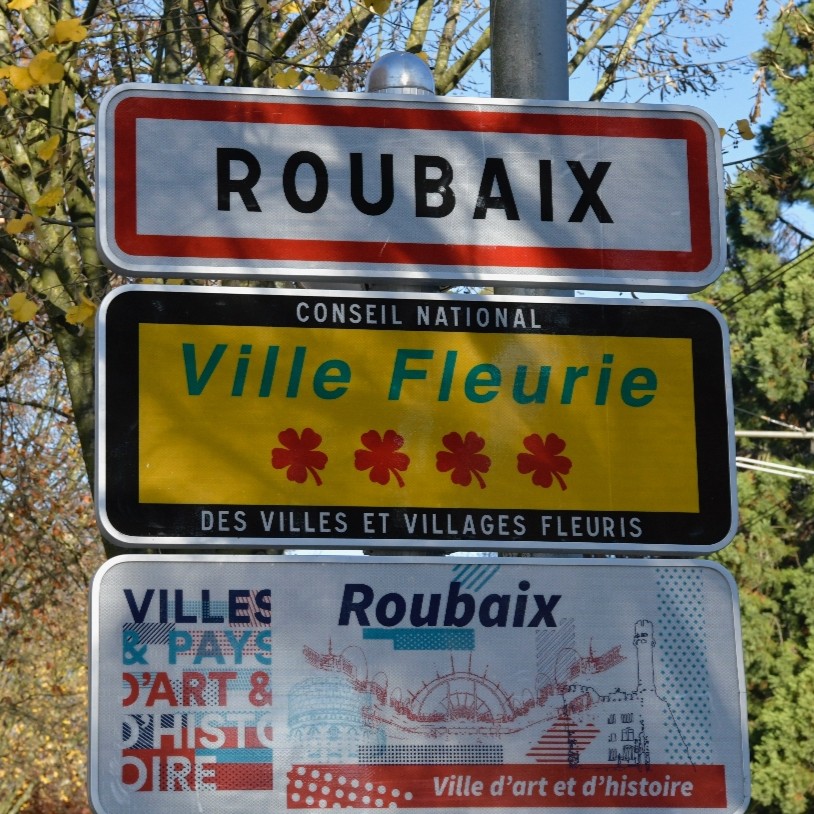 ROUBAIX
CONSEIL NATIONAL
Ville Fleurie
DES VILLES ET VILLAGES FLEURIS
VILLES
& PAYS
D'ART &
D'HISTO
OIRE
Roubaix
Ville d'art et d'histoire